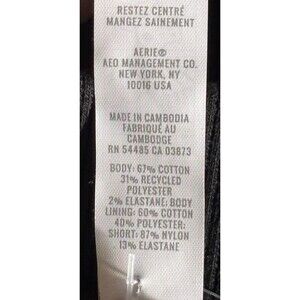 RESTEZ CENTRÉ
MANGEZ SAINEMENT
AERIE®
AEO MANAGEMENT CO.
NEW YORK, NY
10016 USA
MADE IN CAMBODIA
FABRIQUÉ AU
CAMBODGE
RN 54485 CA 03873
BODY: 67% COTTON
31% RECYCLED
POLYESTER
2% ELASTANE; BODY
LINING: 60% COTTON
40% POLYESTER;
SHORT: 87% NYLON
13% ELASTANE